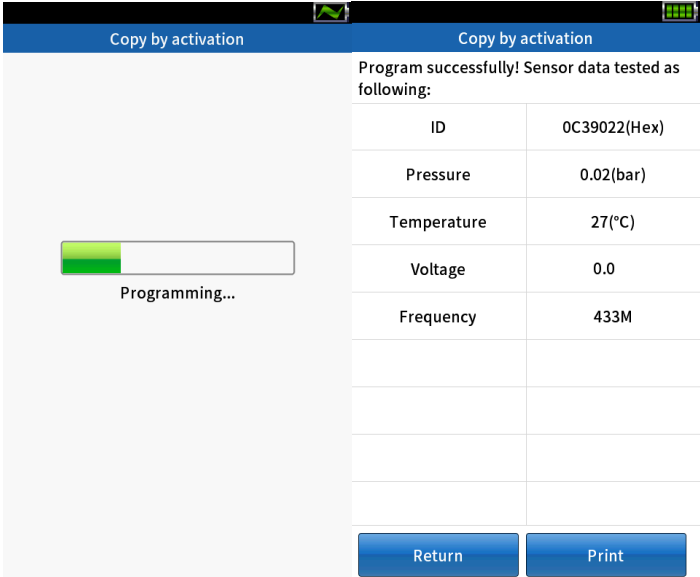 Copy by activation
Programming...
Copy by activation
Program successfully! Sensor data tested as
following:
ID 0C39022(Hex)
Pressure 0.02(bar)
Temperature 27(°C)
Voltage 0.0
Frequency 433M
Return Print